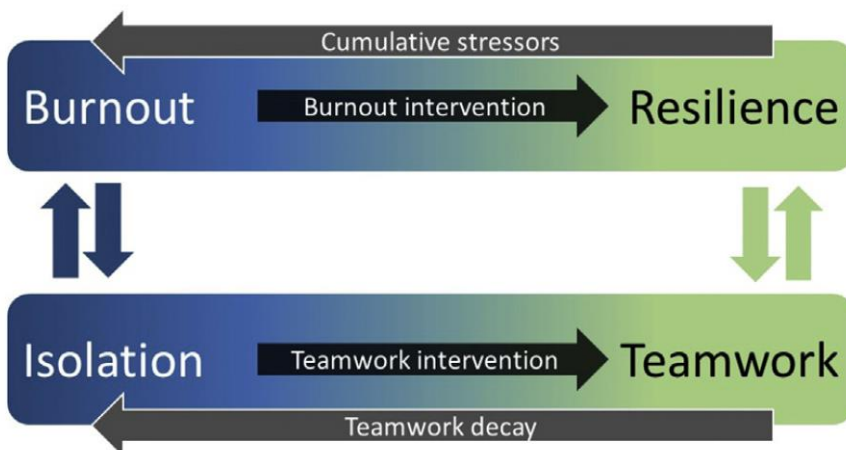 Cumulative stressors
Burnout
Burnout intervention
Resilience
Isolation
Teamwork intervention
Teamwork
Teamwork decay